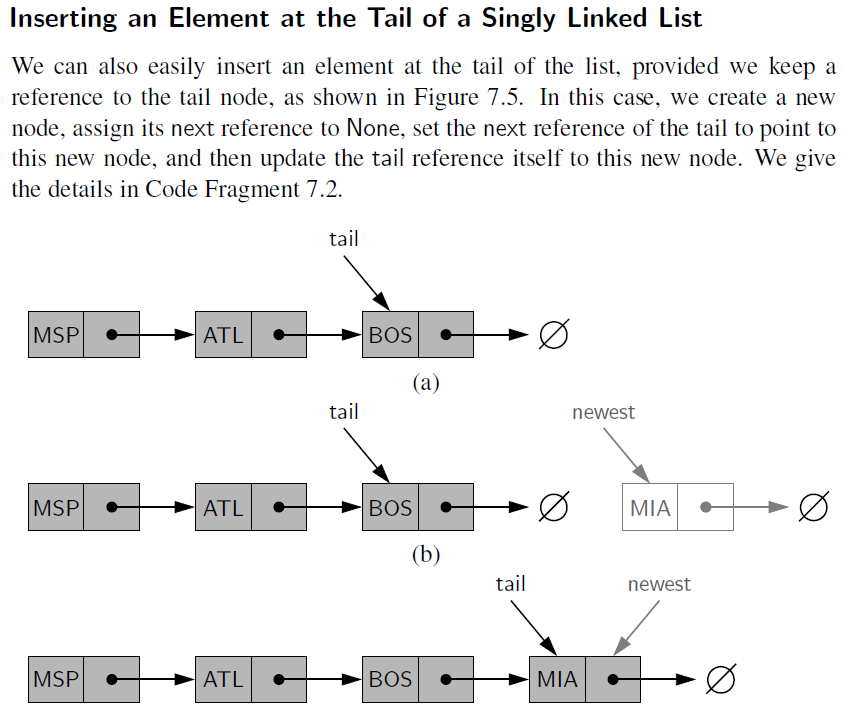 Inserting an Element at the Tail of a Singly Linked List
We can also easily insert an element at the tail of the list, provided we keep a
reference to the tail node, as shown in Figure 7.5. In this case, we create a new
node, assign its next reference to None, set the next reference of the tail to point to
this new node, and then update the tail reference itself to this new node. We give
the details in Code Fragment 7.2.
tail
MSP ATL BOS ∅
(a)
tail newest
MSP ATL BOS ∅ MIA ∅
(b)
tail newest
MSP ATL BOS MIA ∅